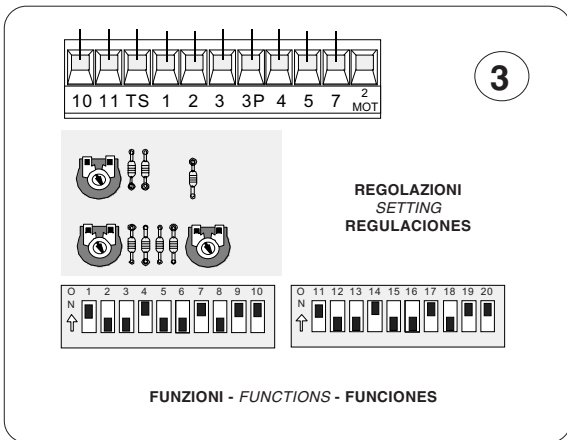 3
10 11 TS 1 2 3 3P 4 5 7 2 MOT
REGOLAZIONI
SETTING
REGULACIONES
O N 1 2 3 4 5 6 7 8 9 10
O N 11 12 13 14 15 16 17 18 19 20
FUNZIONI - FUNCTIONS - FUNCIONES